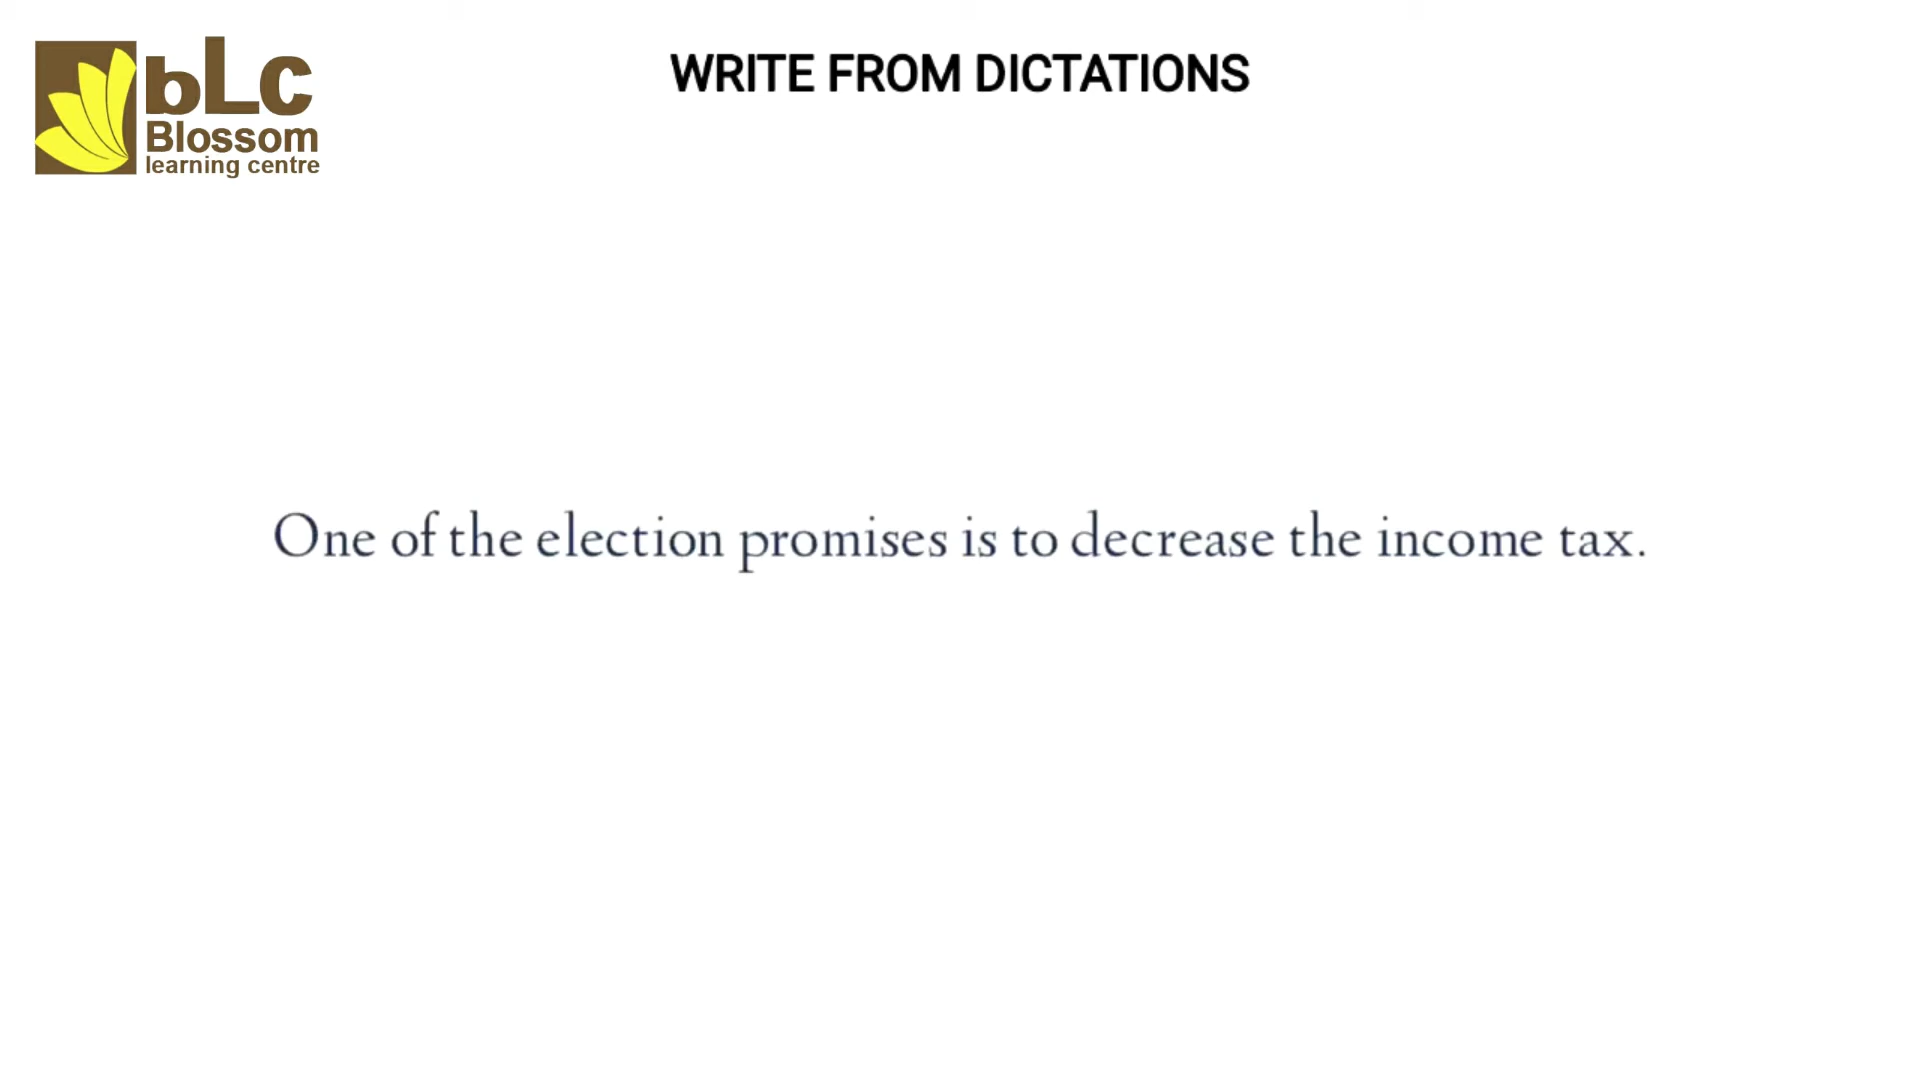 bLc
Blossom
learning centre
WRITE FROM DICTATIONS
One of the election promises is to decrease the income tax.